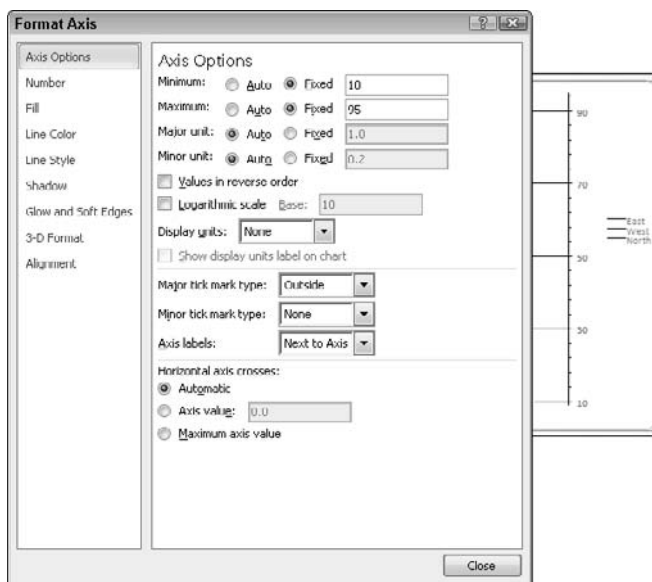 Format Axis
Axis Options
Number
Fill
Line Color
Line Style
Shadow
Glow and Soft Edges
3-D Format
Alignment
Axis Options
Minimum: Auto Fixed 10
Maximum: Auto Fixed 95
Major unit: Auto Fixed 1.0
Minor unit: Auto Fixed 0.2
Values in reverse order
Logarithmic scale Base: 10
Display units: None
Show display units label on chart
Major tick mark type: Outside
Minor tick mark type: None
Axis labels: Next to Axis
Horizontal axis crosses:
Automatic
Axis value: 0.0
Maximum axis value
Close
90
70
50
30
10
East
West
North